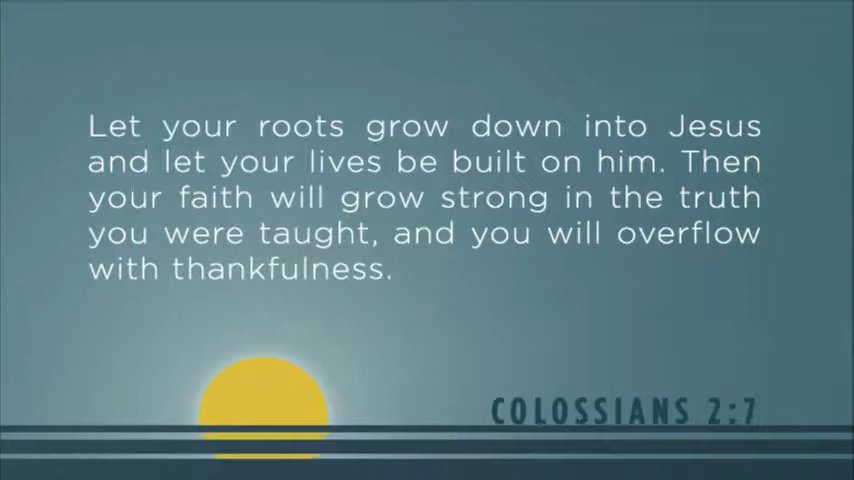 Let your roots grow down into Jesus
and let your lives be built on him. Then
your faith will grow strong in the truth
you were taught, and you will overflow
with thankfulness.
COLOSSIANS 2:7